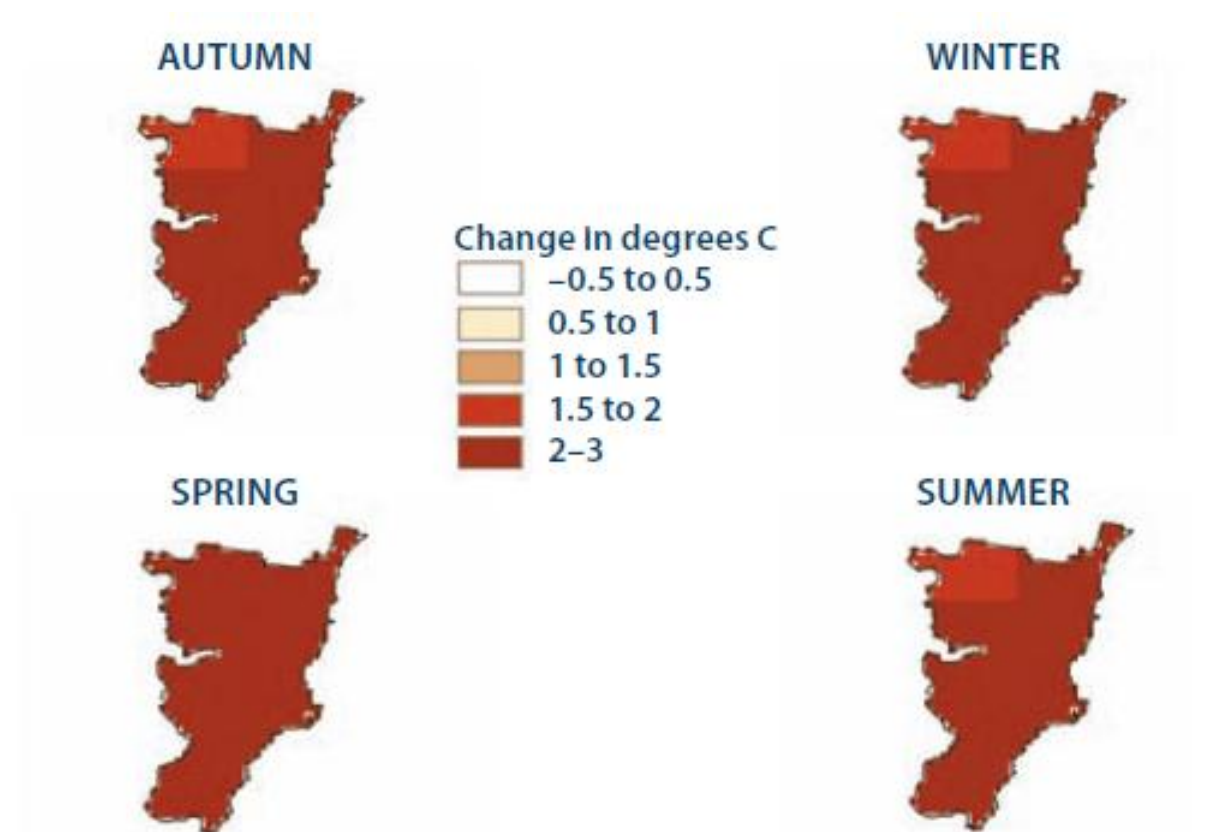 AUTUMN
WINTER
Change in degrees C
–0.5 to 0.5
0.5 to 1
1 to 1.5
1.5 to 2
2–3
SPRING
SUMMER